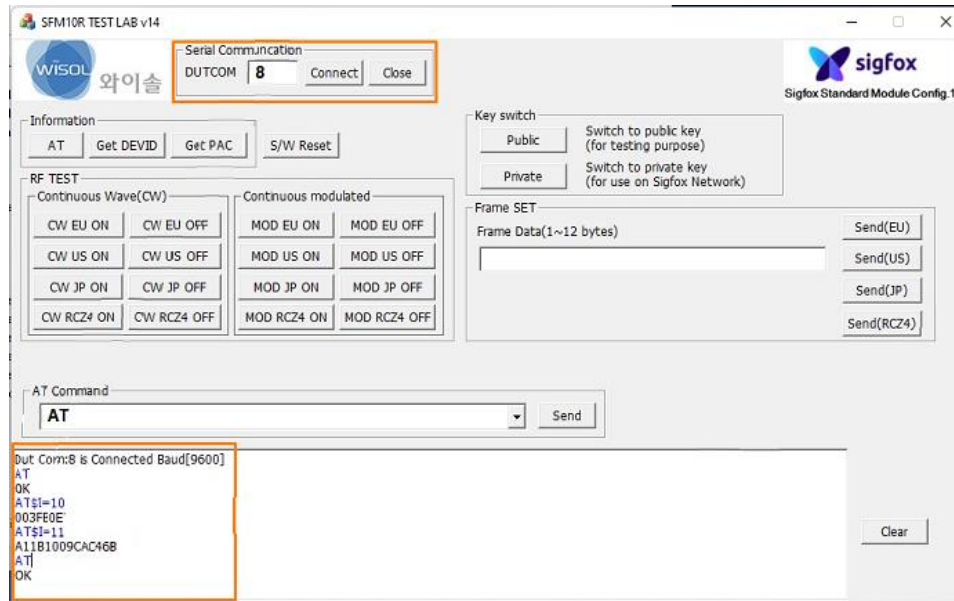 SFM10R TEST LAB v14
WiSOL 와이솔
Serial Communcation
DUTCOM 8 Connect Close
sigfox
Sigfox Standard Module Config.1
Information
AT Get DEVID Get PAC S/W Reset
Key switch
Public Switch to public key
(for testing purpose)
Private Switch to private key
(for use on Sigfox Network)
RF TEST
Continuous Wave(CW) Continuous modulated
CW EU ON CW EU OFF MOD EU ON MOD EU OFF
CW US ON CW US OFF MOD US ON MOD US OFF
CW JP ON CW JP OFF MOD JP ON MOD JP OFF
CW RCZ4 ON CW RCZ4 OFF MOD RCZ4 ON MOD RCZ4 OFF
Frame SET
Frame Data(1~12 bytes)
Send(EU)
Send(US)
Send(JP)
Send(RCZ4)
AT Command
AT Send
Dut Com:8 is Connected Baud[9600]
AT
OK
AT$I=10
AT$I=11
A11B1009CAC46B
AT
OK
Clear